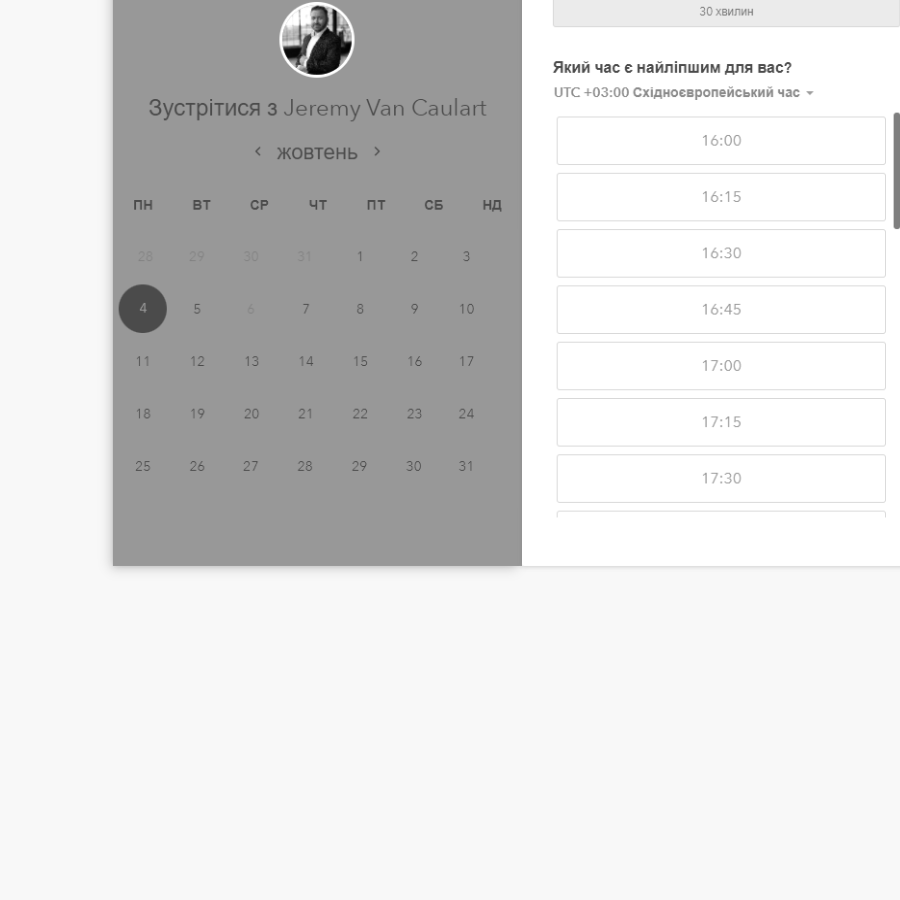 Зустрітися з Jeremy Van Caulart
жовтень
ПН ВТ СР ЧТ ПТ СБ НД
28 29 30 31 1 2 3
4 5 6 7 8 9 10
11 12 13 14 15 16 17
18 19 20 21 22 23 24
25 26 27 28 29 30 31
30 хвилин
Який час є найліпшим для вас?
UTC +03:00 Східноєвропейський час
16:00
16:15
16:30
16:45
17:00
17:15
17:30